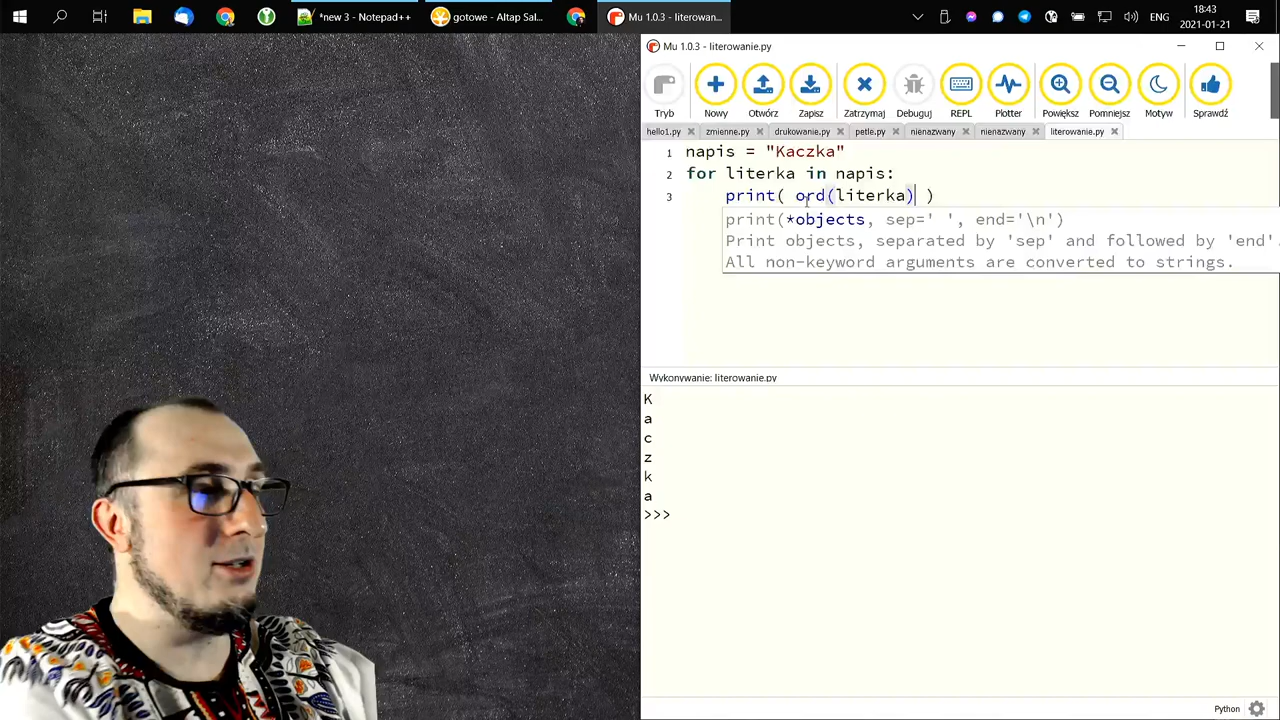 *new 3 - Notepad++
gotowe - Altap Sal...
Mu 1.0.3 - literowan...
ENG
18:43
2021-01-21
Mu 1.0.3 - literowanie.py
Tryb
Nowy
Otwórz
Zapisz
Zatrzymaj
Debuguj
REPL
Plotter
Powiększ
Pomniejsz
Motyw
Sprawdź
hello1.py
zmienne.py
drukowanie.py
petle.py
nienazwany
nienazwany
literowanie.py
1 napis = "Kaczka"
2 for literka in napis:
3 print( ord(literka) )
print(*objects, sep=' ', end='\n')
Print objects, separated by 'sep' and followed by 'end'.
All non-keyword arguments are converted to strings.
Wykonywanie: literowanie.py
K
a
c
z
k
a
>>>
Python